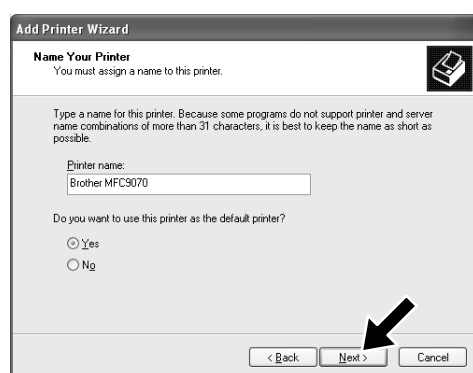 Add Printer Wizard
Name Your Printer
You must assign a name to this printer.
Type a name for this printer. Because some programs do not support printer and server
name combinations of more than 31 characters, it is best to keep the name as short as
possible.
Printer name:
Brother MFC9070
Do you want to use this printer as the default printer?
Yes
No
< Back Next > Cancel